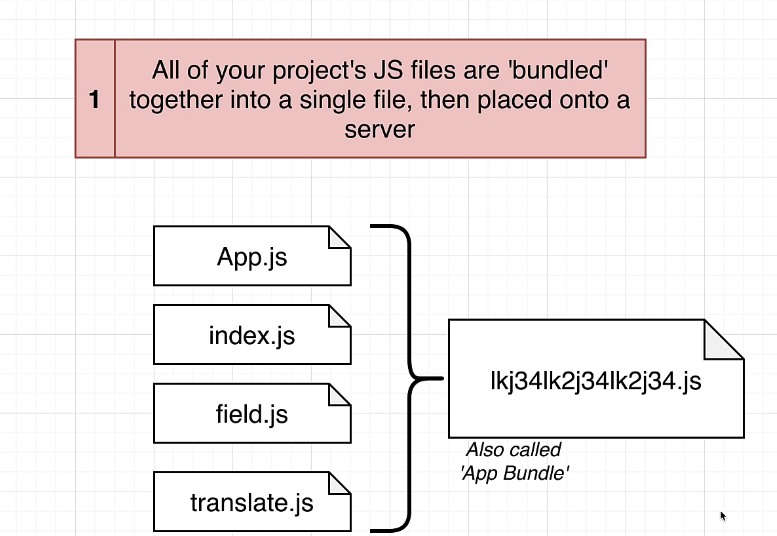 1
All of your project's JS files are 'bundled'
together into a single file, then placed onto a
server
App.js
index.js
field.js
translate.js
lkj34lk2j34lk2j34.js
Also called
'App Bundle'